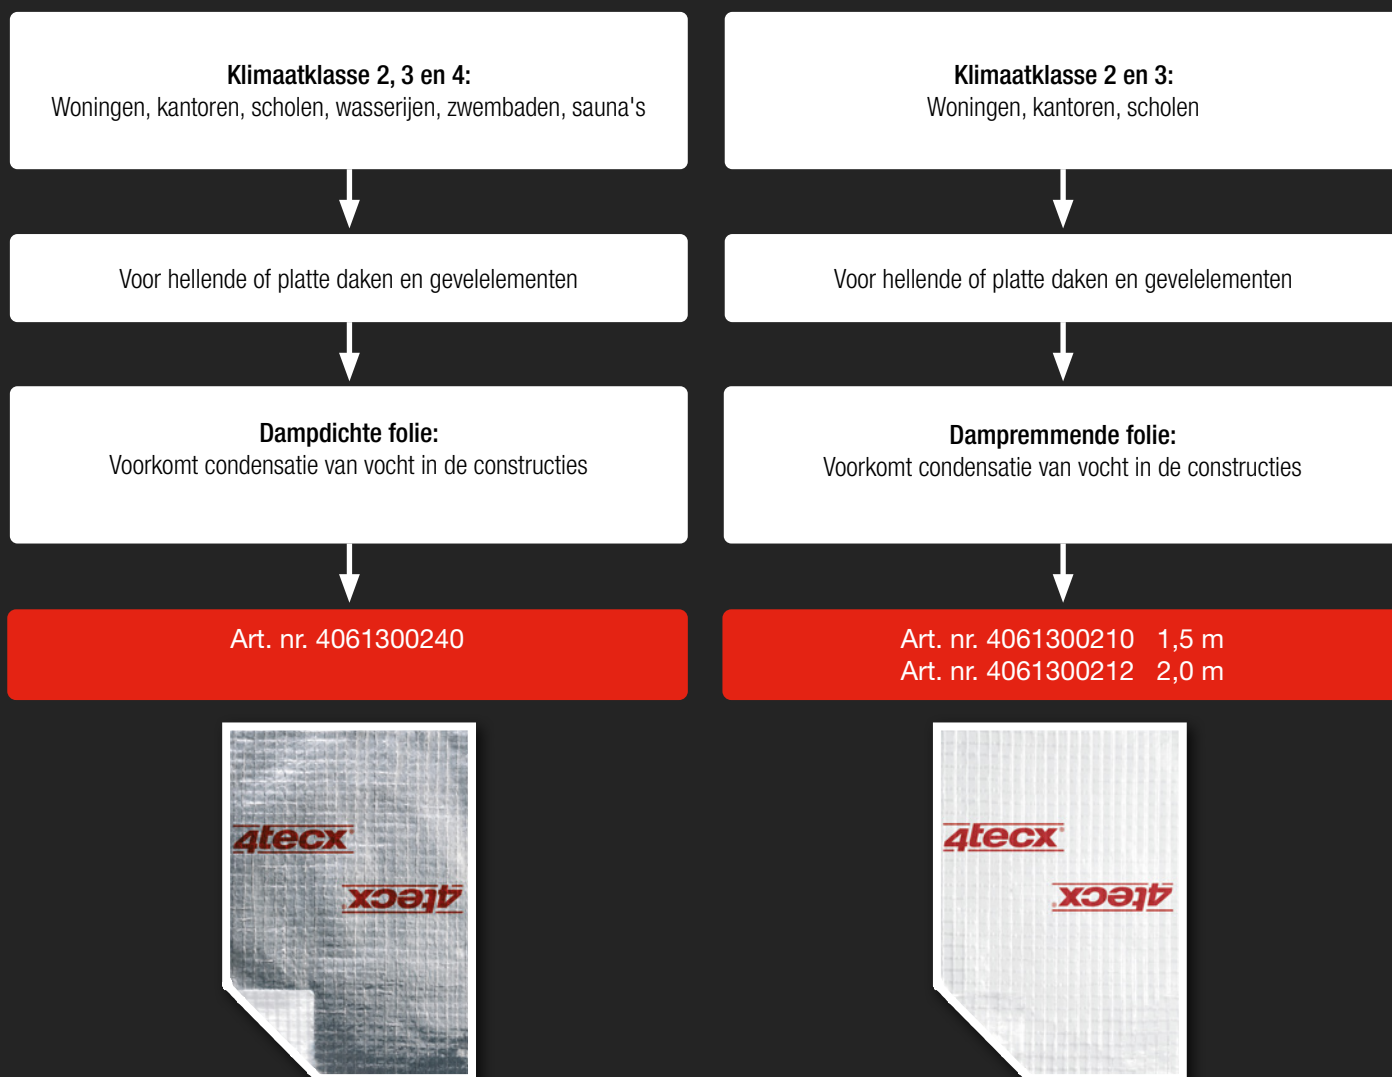 Klimaatklasse 2, 3 en 4:
Woningen, kantoren, scholen, wasserijen, zwembaden, sauna's
Voor hellende of platte daken en gevelelementen
Dampdichte folie:
Voorkomt condensatie van vocht in de constructies
Art. nr. 4061300240
4tecx®
4tecx®
Klimaatklasse 2 en 3:
Woningen, kantoren, scholen
Voor hellende of platte daken en gevelelementen
Dampremmende folie:
Voorkomt condensatie van vocht in de constructies
Art. nr. 4061300210 1,5 m
Art. nr. 4061300212 2,0 m
4tecx®
4tecx®